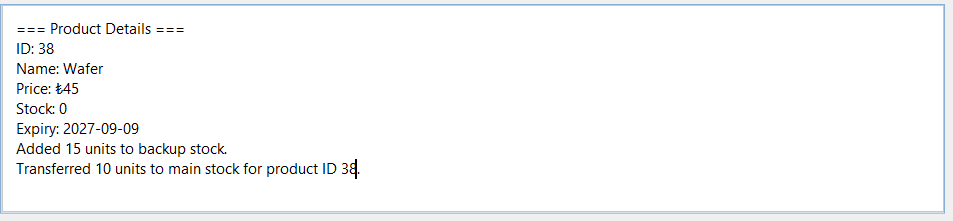 === Product Details ===
ID: 38
Name: Wafer
Price: ₺45
Stock: 0
Expiry: 2027-09-09
Added 15 units to backup stock.
Transferred 10 units to main stock for product ID 38.